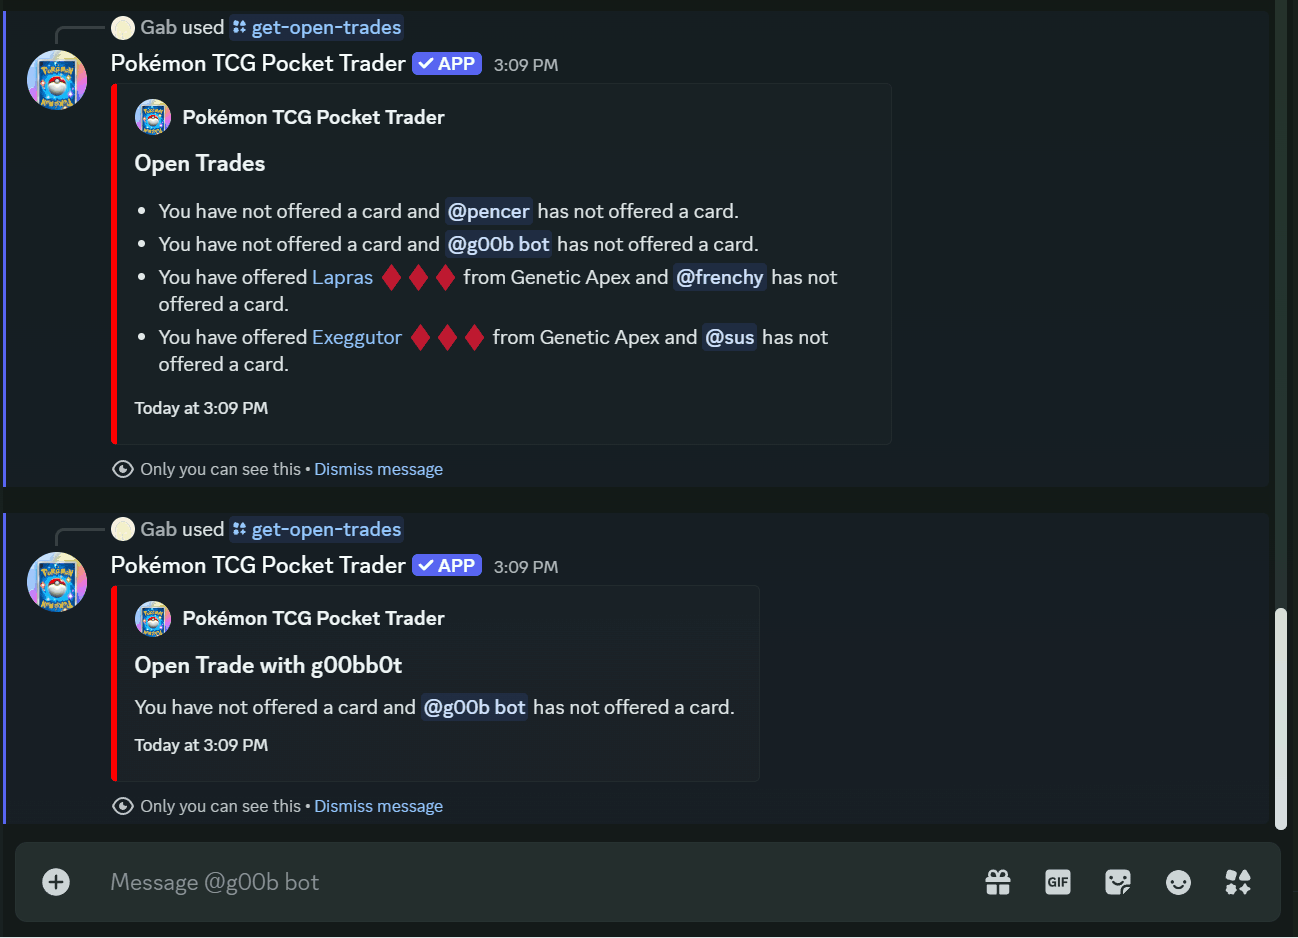 Gab used get-open-trades
Pokémon TCG Pocket Trader ✓ APP 3:09 PM
Pokémon TCG Pocket Trader
Open Trades
• You have not offered a card and @pencer has not offered a card.
• You have not offered a card and @g00b bot has not offered a card.
• You have offered Lapras ♦♦♦ from Genetic Apex and @frenchy has not
offered a card.
• You have offered Exeggutor ♦♦♦ from Genetic Apex and @sus has not
offered a card.
Today at 3:09 PM
Only you can see this • Dismiss message
Gab used get-open-trades
Pokémon TCG Pocket Trader ✓ APP 3:09 PM
Pokémon TCG Pocket Trader
Open Trade with g00bb0t
You have not offered a card and @g00b bot has not offered a card.
Today at 3:09 PM
Only you can see this • Dismiss message
Message @g00b bot
GIF